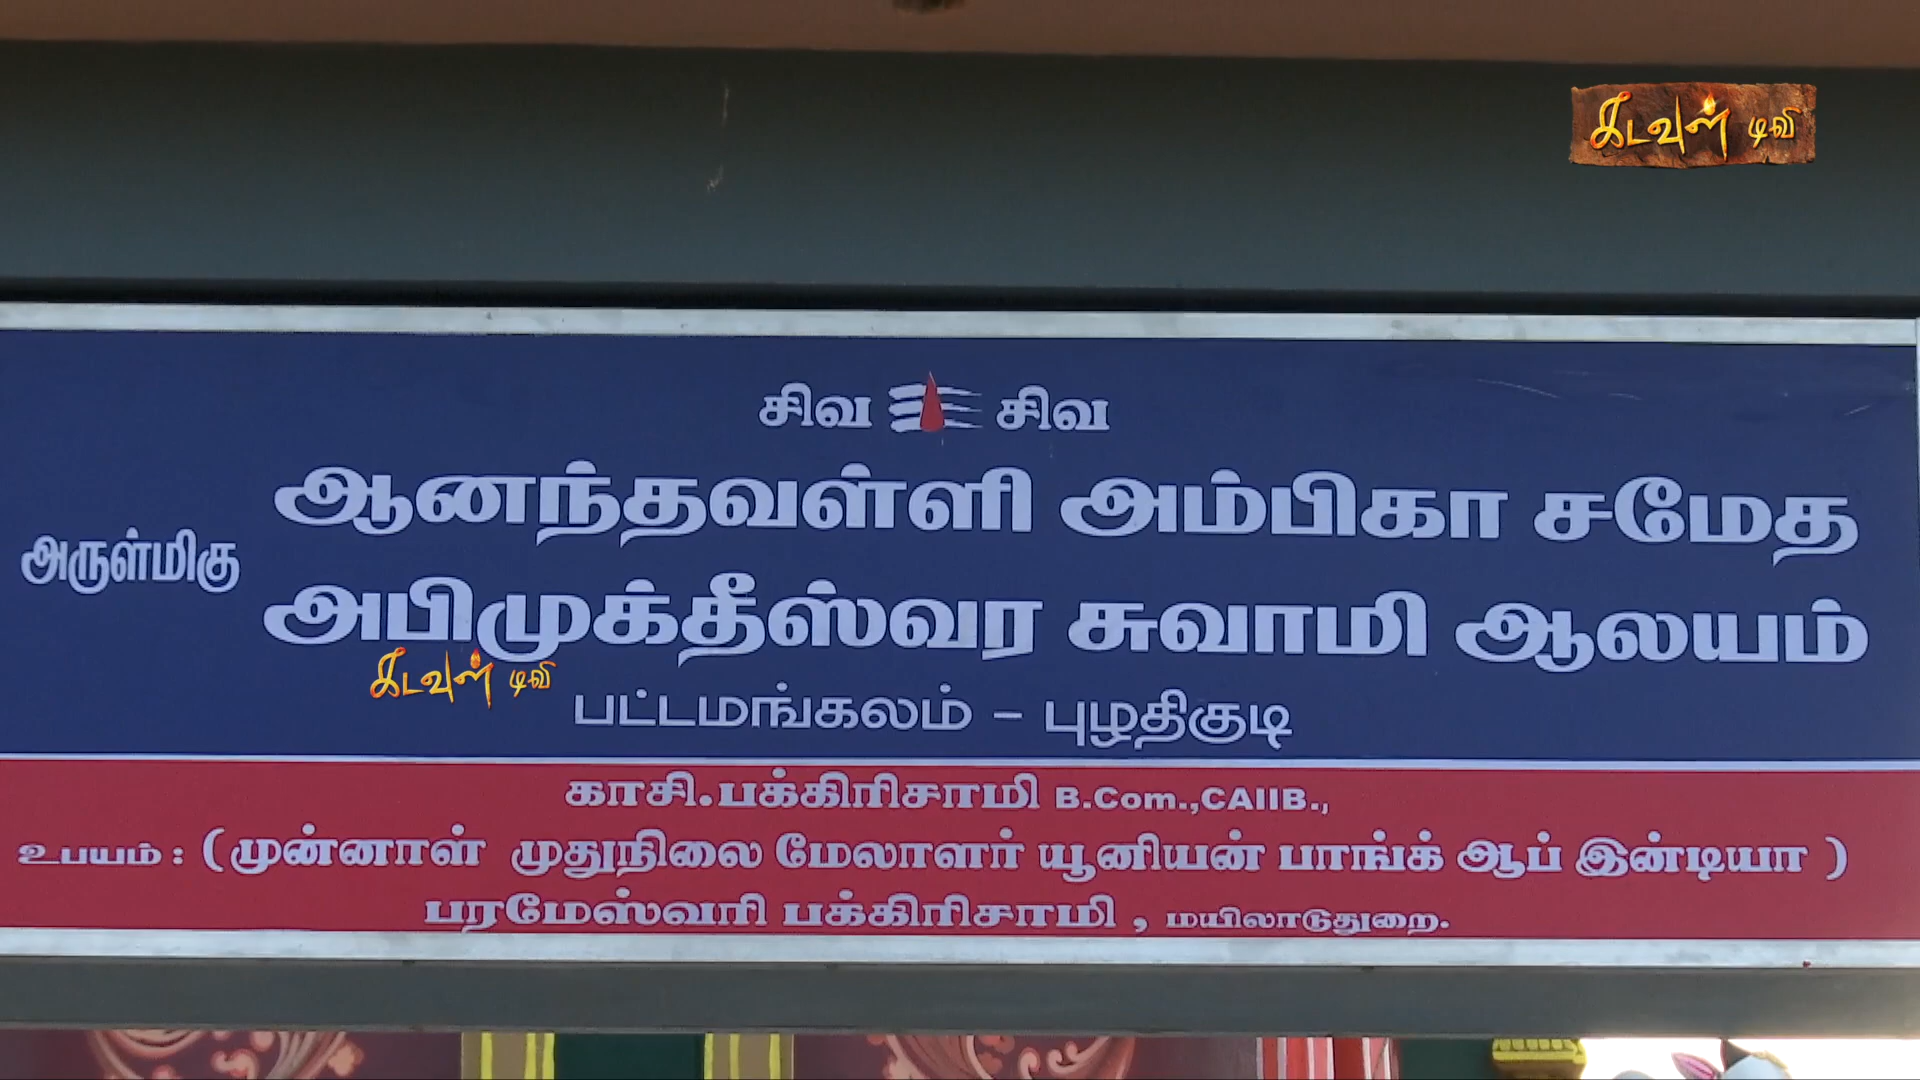 கடவுள் டிவி
சிவ சிவ
அருள்மிகு
ஆனந்தவள்ளி அம்பிகா சமேத
அபிமுக்தீஸ்வர சுவாமி ஆலயம்
கடவுள் டிவி
பட்டமங்கலம் – புழதிகுடி
காசி.பக்கிரிசாமி B.Com.,CAIIB.,
உபயம் : (முன்னாள் முதுநிலை மேலாளர் யூனியன் பாங்க் ஆப் இன்டியா )
பரமேஸ்வரி பக்கிரிசாமி , மயிலாடுதுறை.